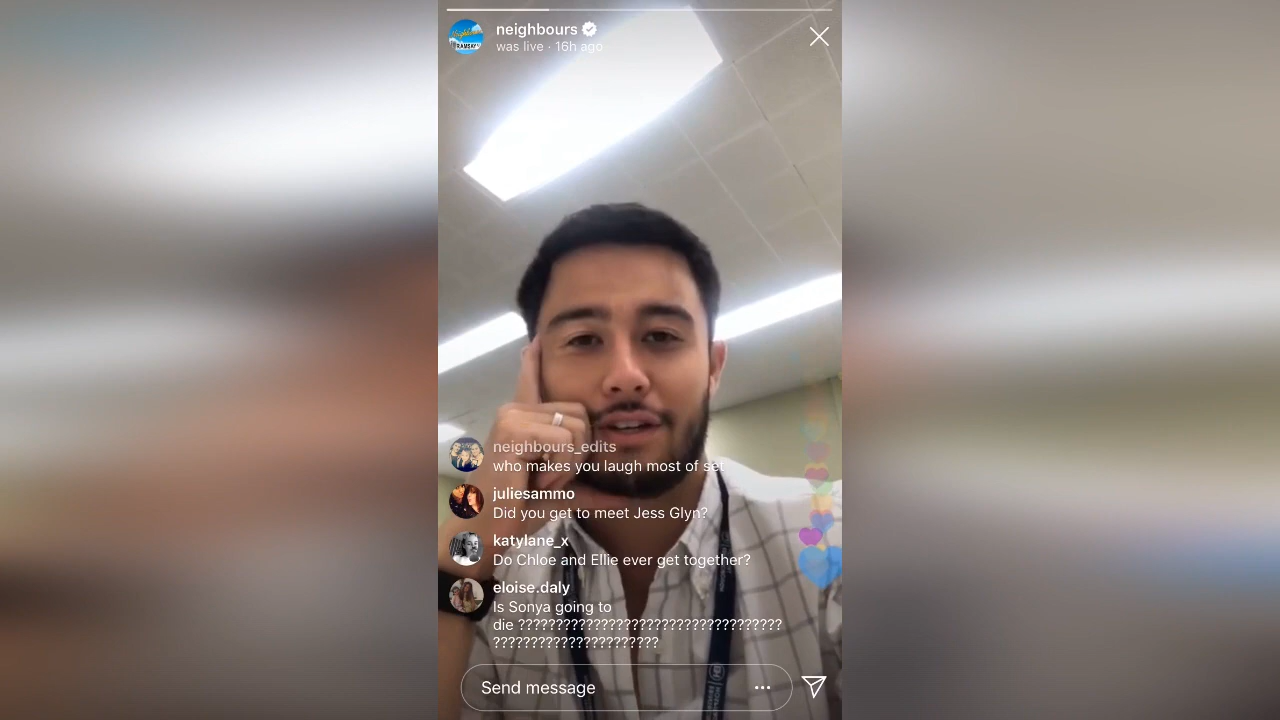 neighbours
was live · 16h ago
RAMSAY
neighbours_edits
who makes you laugh most of set
juliesammo
Did you get to meet Jess Glyn?
katylane_x
Do Chloe and Ellie ever get together?
eloise.daly
Is Sonya going to
die ???????????????????????????????????
??????????????????????
Send message